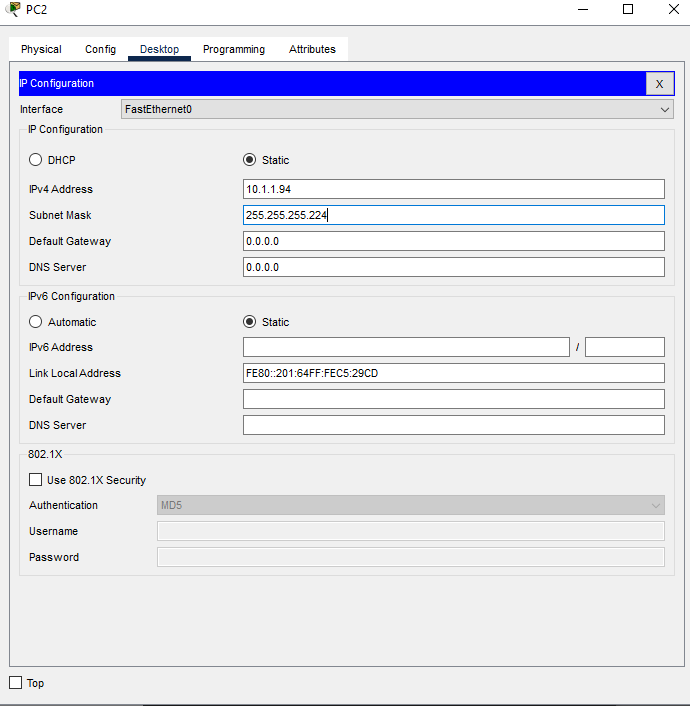 PC2
Physical Config Desktop Programming Attributes
IP Configuration X
Interface FastEthernet0
IP Configuration
DHCP Static
IPv4 Address 10.1.1.94
Subnet Mask 255.255.255.224
Default Gateway 0.0.0.0
DNS Server 0.0.0.0
IPv6 Configuration
Automatic Static
IPv6 Address /
Link Local Address FE80::201:64FF:FEC5:29CD
Default Gateway
DNS Server
802.1X
Use 802.1X Security
Authentication MD5
Username
Password
Top